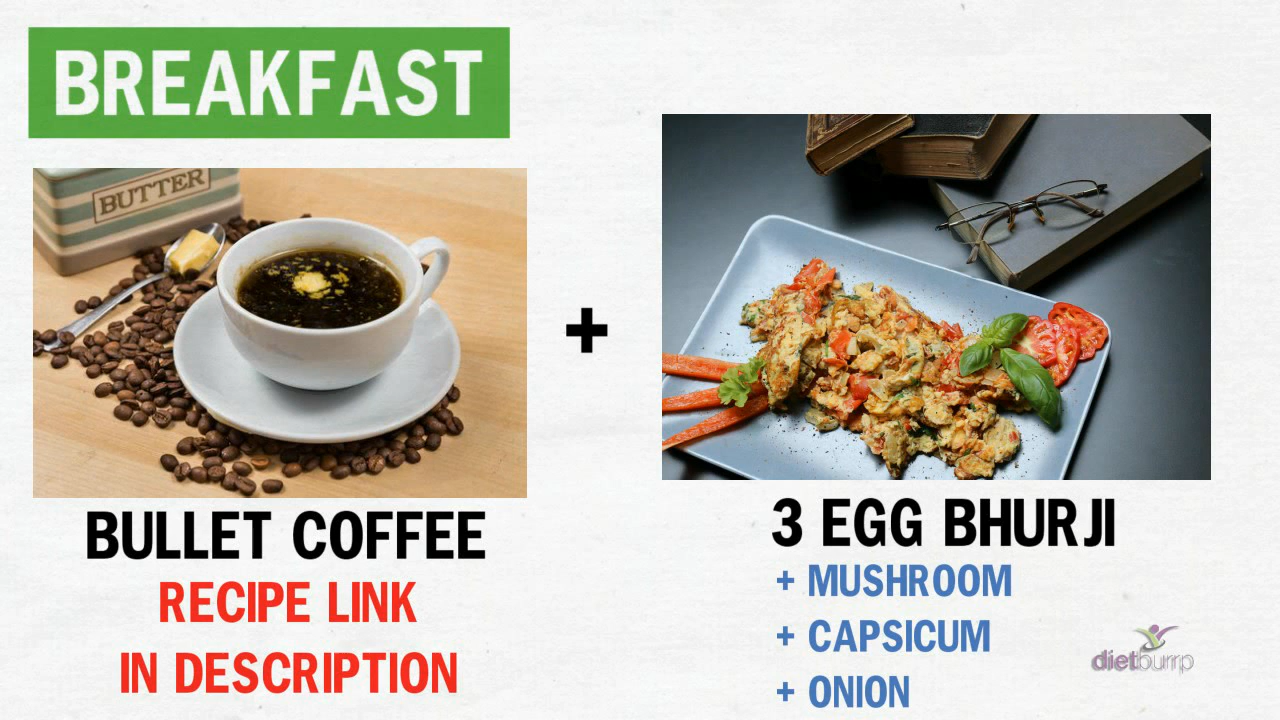 BREAKFAST
BUTTER
+
BULLET COFFEE
RECIPE LINK
IN DESCRIPTION
3 EGG BHURJI
+ MUSHROOM
+ CAPSICUM
+ ONION
dietburrp